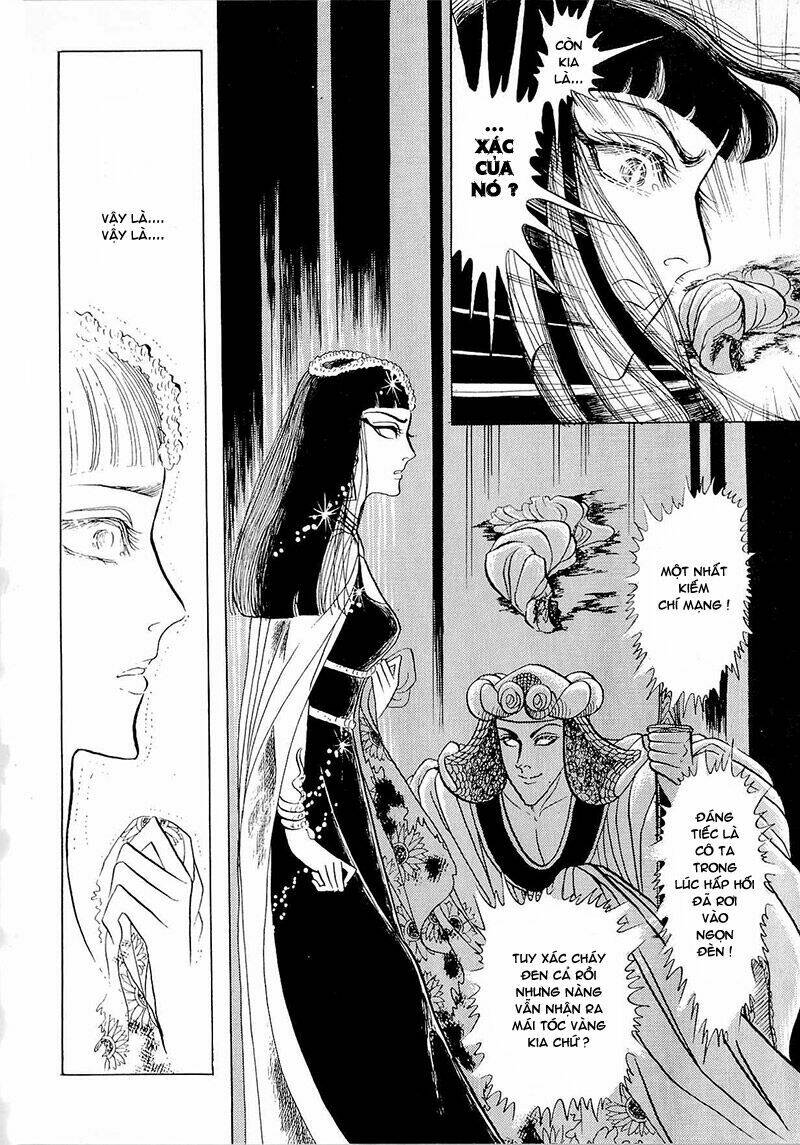 CÒN
KIA
LÀ...
...
XÁC
CỦA
NÓ ?
MỘT NHẤT
KIẾM
CHÍ MẠNG !
ĐÁNG
TIẾC LÀ
CÔ TA
TRONG
LÚC HẤP HỐI
ĐÃ RƠI
VÀO
NGỌN
ĐÈN !
TUY XÁC CHÁY
ĐEN CẢ RỒI
NHƯNG NÀNG
VẪN NHẬN RA
MÁI TÓC VÀNG
KIA CHỨ ?
VẬY LÀ....
VẬY LÀ....